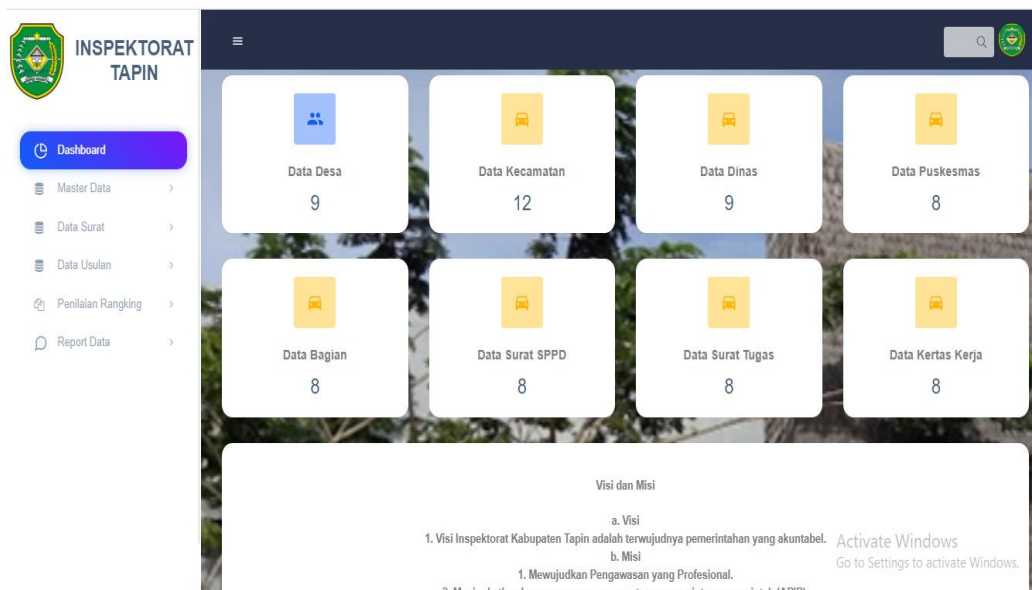 INSPEKTORAT
TAPIN
Dashboard
Master Data
Data Surat
Data Usulan
Penilaian Rangking
Report Data
Data Desa
9
Data Kecamatan
12
Data Dinas
9
Data Puskesmas
8
Data Bagian
8
Data Surat SPPD
8
Data Surat Tugas
8
Data Kertas Kerja
8
Visi dan Misi
a. Visi
1. Visi Inspektorat Kabupaten Tapin adalah terwujudnya pemerintahan yang akuntabel.
b. Misi
1. Mewujudkan Pengawasan yang Profesional.
Activate Windows
Go to Settings to activate Windows.